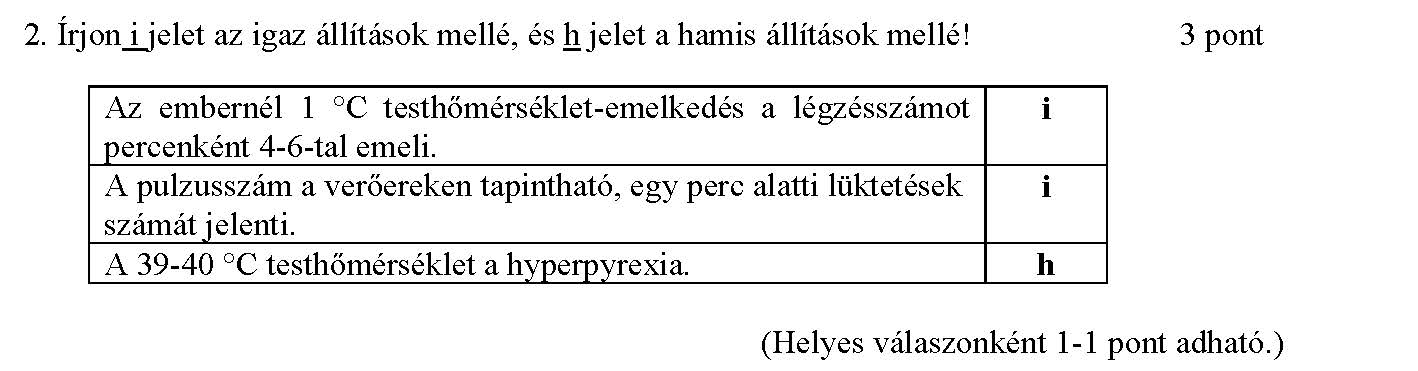 2. Írjon i jelet az igaz állítások mellé, és h jelet a hamis állítások mellé! 3 pont
Az embernél 1 °C testhőmérséklet-emelkedés a légzésszámot i
percenként 4-6-tal emeli.
A pulzusszám a verőereken tapintható, egy perc alatti lüktetések i
számát jelenti.
A 39-40 °C testhőmérséklet a hyperpyrexia. h
(Helyes válaszonként 1-1 pont adható.)